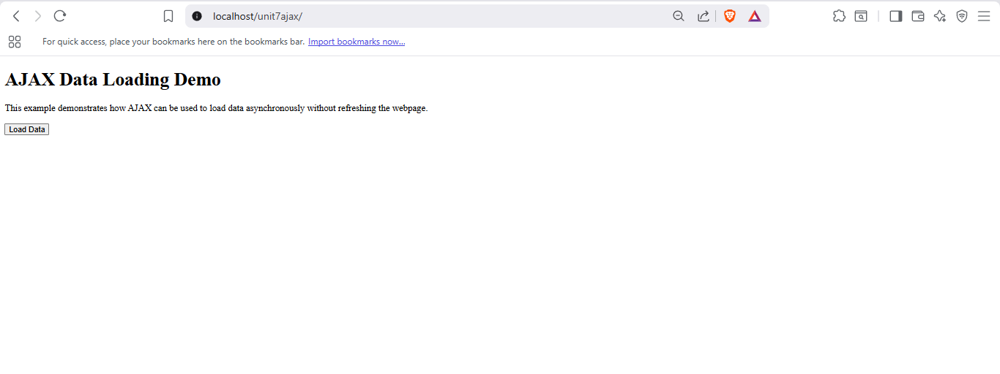 localhost/unit7ajax/
For quick access, place your bookmarks here on the bookmarks bar. Import bookmarks now...
AJAX Data Loading Demo
This example demonstrates how AJAX can be used to load data asynchronously without refreshing the webpage.
Load Data